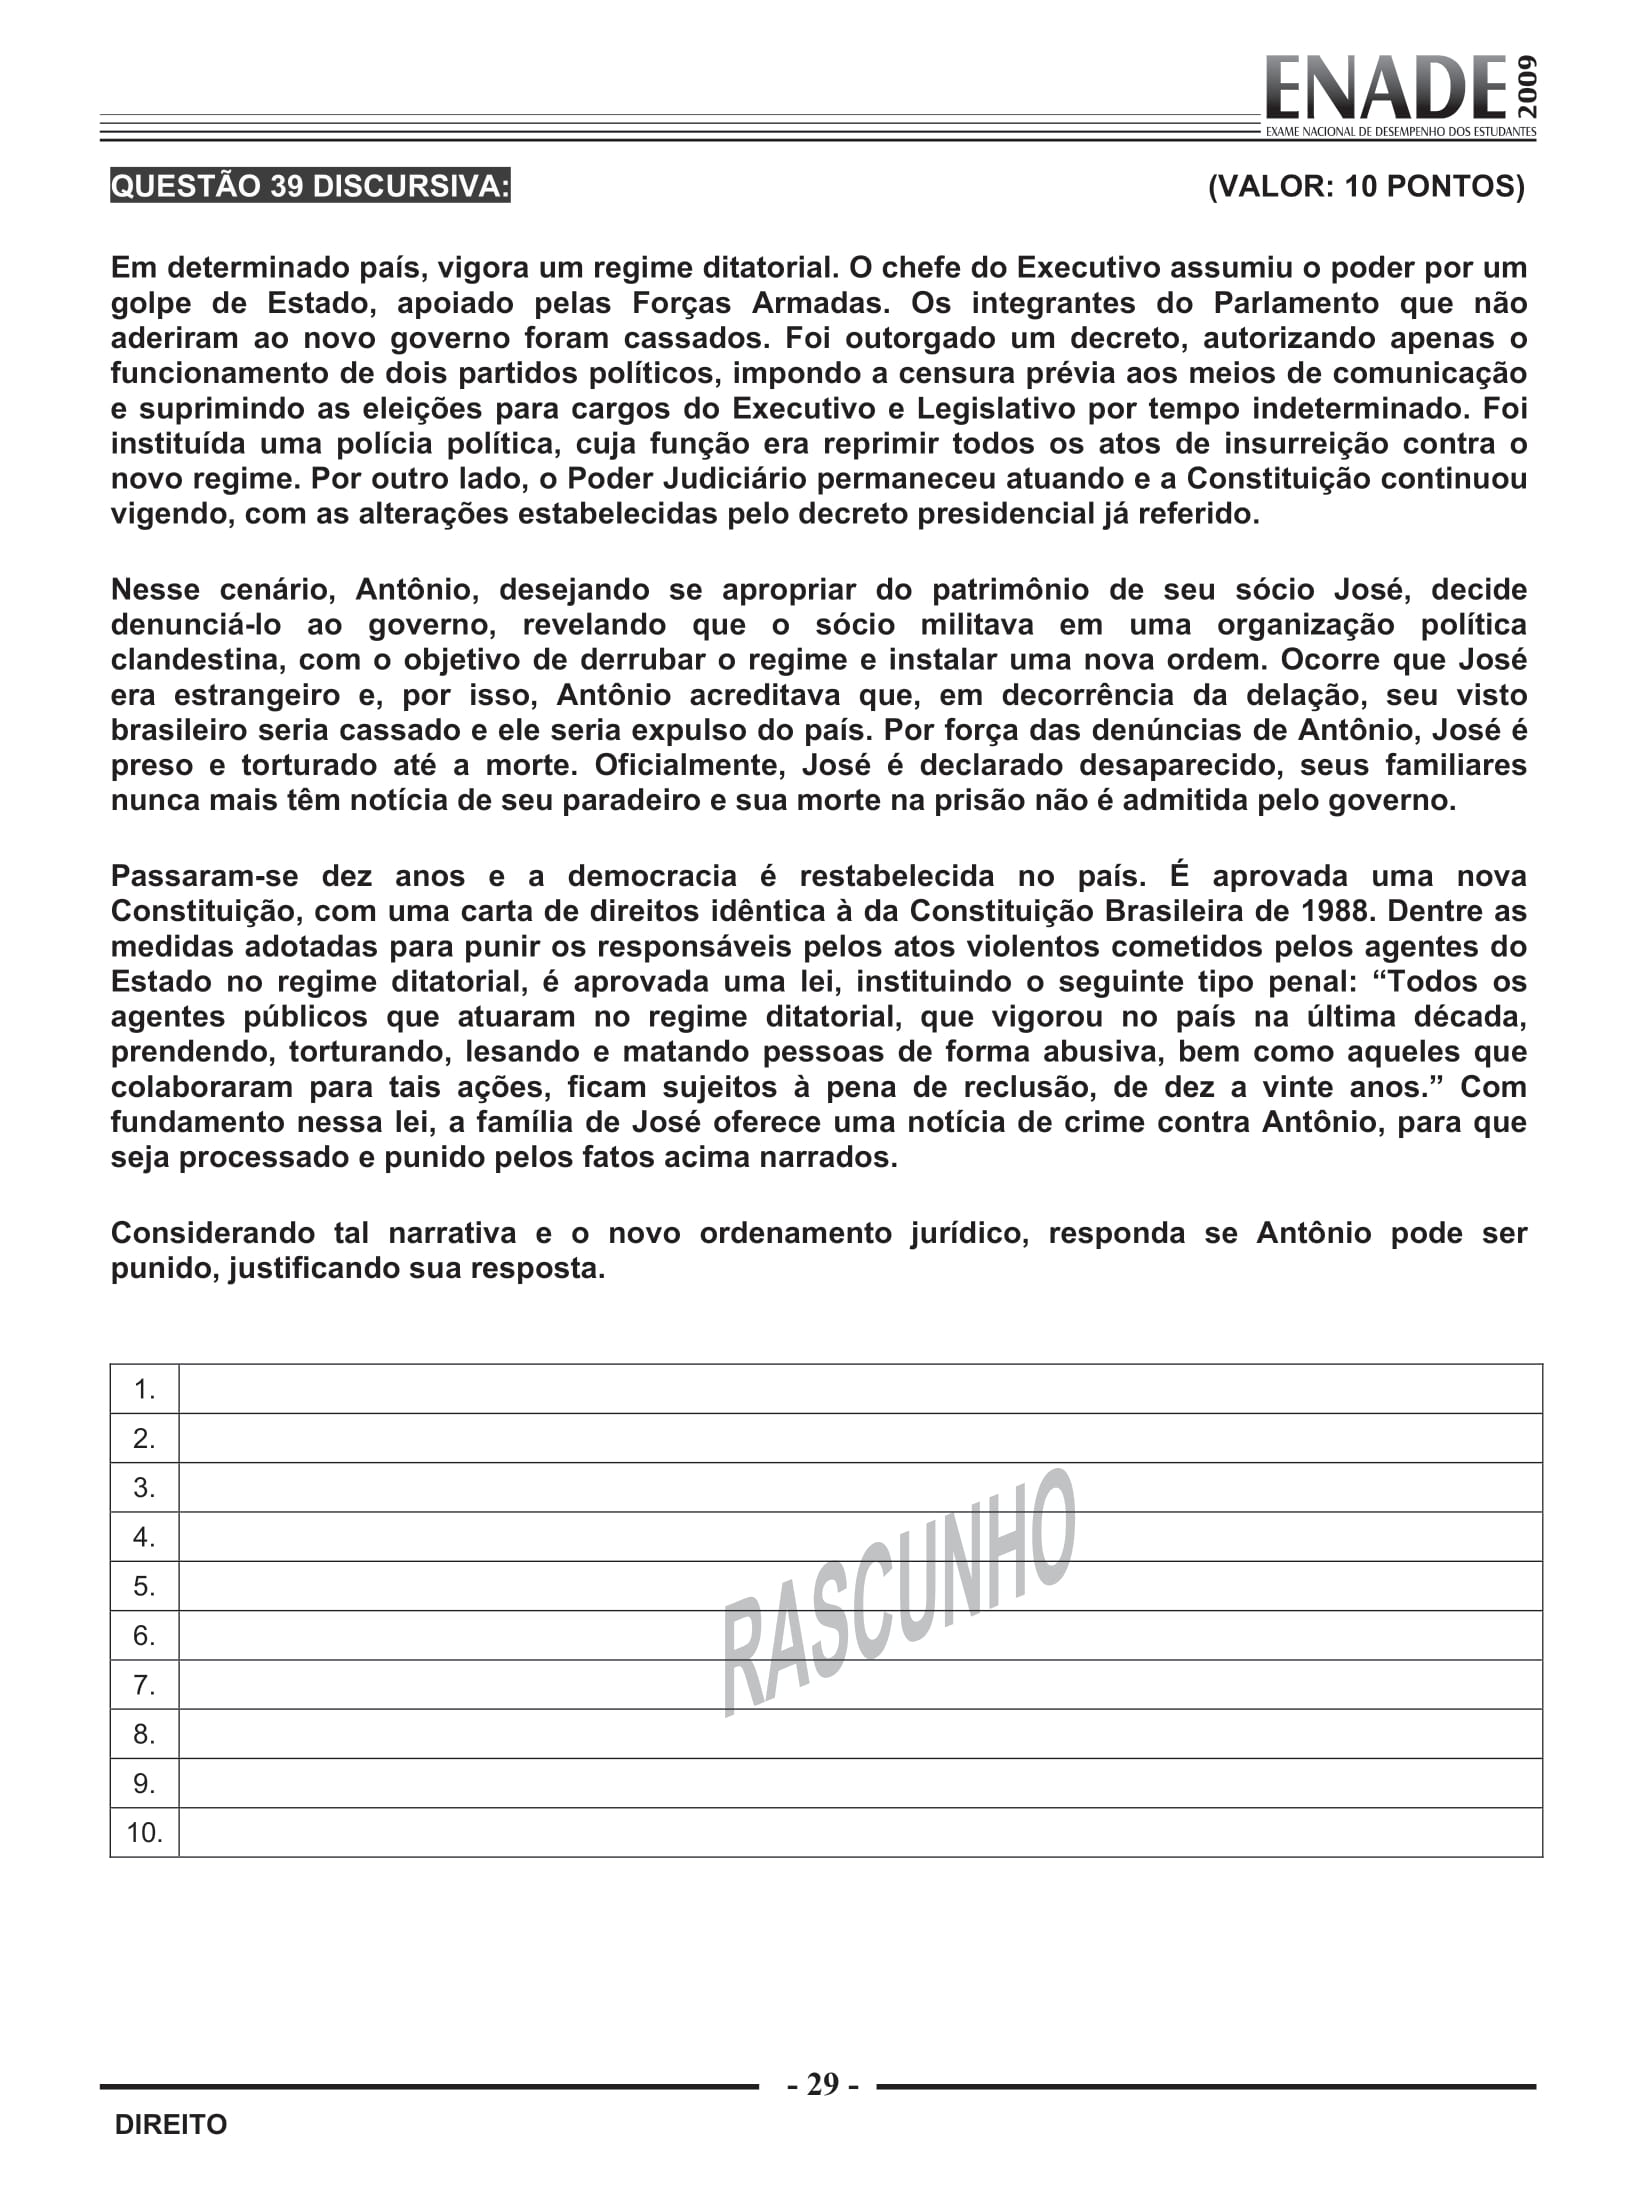 ENADE 2009
EXAME NACIONAL DE DESEMPENHO DOS ESTUDANTES
QUESTÃO 39 DISCURSIVA: (VALOR: 10 PONTOS)
Em determinado país, vigora um regime ditatorial. O chefe do Executivo assumiu o poder por um
golpe de Estado, apoiado pelas Forças Armadas. Os integrantes do Parlamento que não
aderiram ao novo governo foram cassados. Foi outorgado um decreto, autorizando apenas o
funcionamento de dois partidos políticos, impondo a censura prévia aos meios de comunicação
e suprimindo as eleições para cargos do Executivo e Legislativo por tempo indeterminado. Foi
instituída uma polícia política, cuja função era reprimir todos os atos de insurreição contra o
novo regime. Por outro lado, o Poder Judiciário permaneceu atuando e a Constituição continuou
vigendo, com as alterações estabelecidas pelo decreto presidencial já referido.
Nesse cenário, Antônio, desejando se apropriar do patrimônio de seu sócio José, decide
denunciá-lo ao governo, revelando que o sócio militava em uma organização política
clandestina, com o objetivo de derrubar o regime e instalar uma nova ordem. Ocorre que José
era estrangeiro e, por isso, Antônio acreditava que, em decorrência da delação, seu visto
brasileiro seria cassado e ele seria expulso do país. Por força das denúncias de Antônio, José é
preso e torturado até a morte. Oficialmente, José é declarado desaparecido, seus familiares
nunca mais têm notícia de seu paradeiro e sua morte na prisão não é admitida pelo governo.
Passaram-se dez anos e a democracia é restabelecida no país. É aprovada uma nova
Constituição, com uma carta de direitos idêntica à da Constituição Brasileira de 1988. Dentre as
medidas adotadas para punir os responsáveis pelos atos violentos cometidos pelos agentes do
Estado no regime ditatorial, é aprovada uma lei, instituindo o seguinte tipo penal: “Todos os
agentes públicos que atuaram no regime ditatorial, que vigorou no país na última década,
prendendo, torturando, lesando e matando pessoas de forma abusiva, bem como aqueles que
colaboraram para tais ações, ficam sujeitos à pena de reclusão, de dez a vinte anos.” Com
fundamento nessa lei, a família de José oferece uma notícia de crime contra Antônio, para que
seja processado e punido pelos fatos acima narrados.
Considerando tal narrativa e o novo ordenamento jurídico, responda se Antônio pode ser
punido, justificando sua resposta.
1.
2.
3.
4.
5.
6.
7.
8.
9.
10.
RASCUNHO
- 29 -
DIREITO